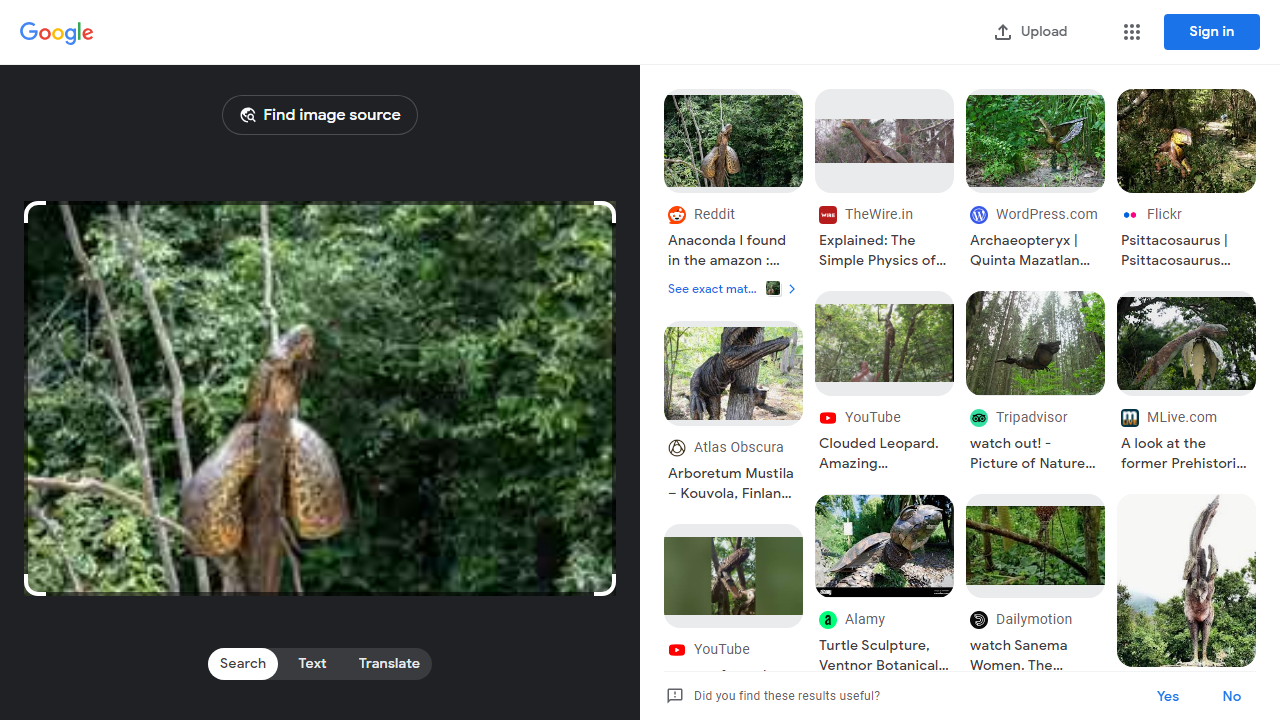 Google
Upload
Sign in
Find image source
Search
Text
Translate
Reddit
Anaconda I found
in the amazon :...
See exact mat...
TheWire.in
Explained: The
Simple Physics of...
WordPress.com
Archaeopteryx |
Quinta Mazatlan...
Flickr
Psittacosaurus |
Psittacosaurus...
Atlas Obscura
Arboretum Mustila
– Kouvola, Finlan...
YouTube
Clouded Leopard.
Amazing...
Tripadvisor
watch out! -
Picture of Nature...
MLive.com
A look at the
former Prehistori...
YouTube
Alamy
Turtle Sculpture,
Ventnor Botanical...
Dailymotion
watch Sanema
Women. The...
Did you find these results useful?
Yes
No